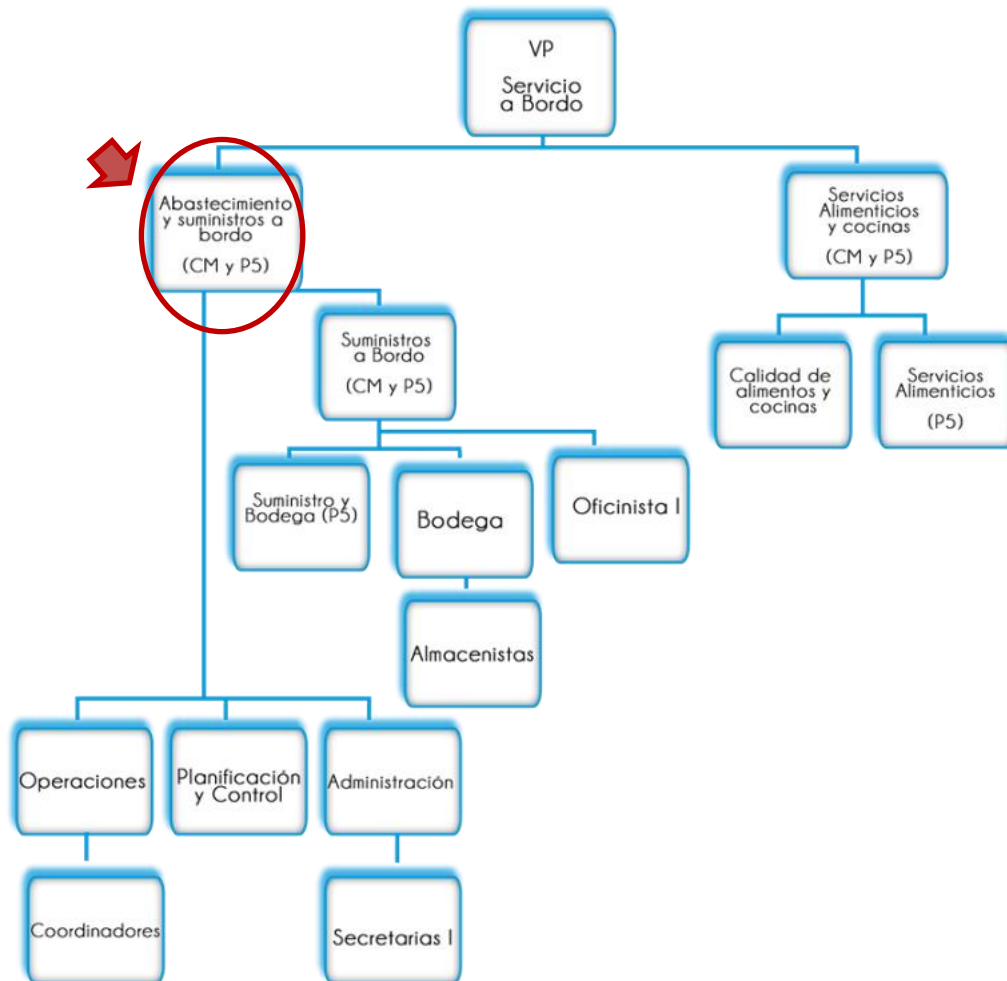 VP
Servicio
a Bordo
Abastecimiento
y suministros a
bordo
(CM y P5)
Servicios
Alimenticios
y cocinas
(CM y P5)
Suministros
a Bordo
(CM y P5)
Calidad de
alimentos y
cocinas
Servicios
Alimenticios
(P5)
Suministro y
Bodega (P5)
Bodega
Oficinista I
Almacenistas
Operaciones
Planificación
y Control
Administración
Coordinadores
Secretarias I